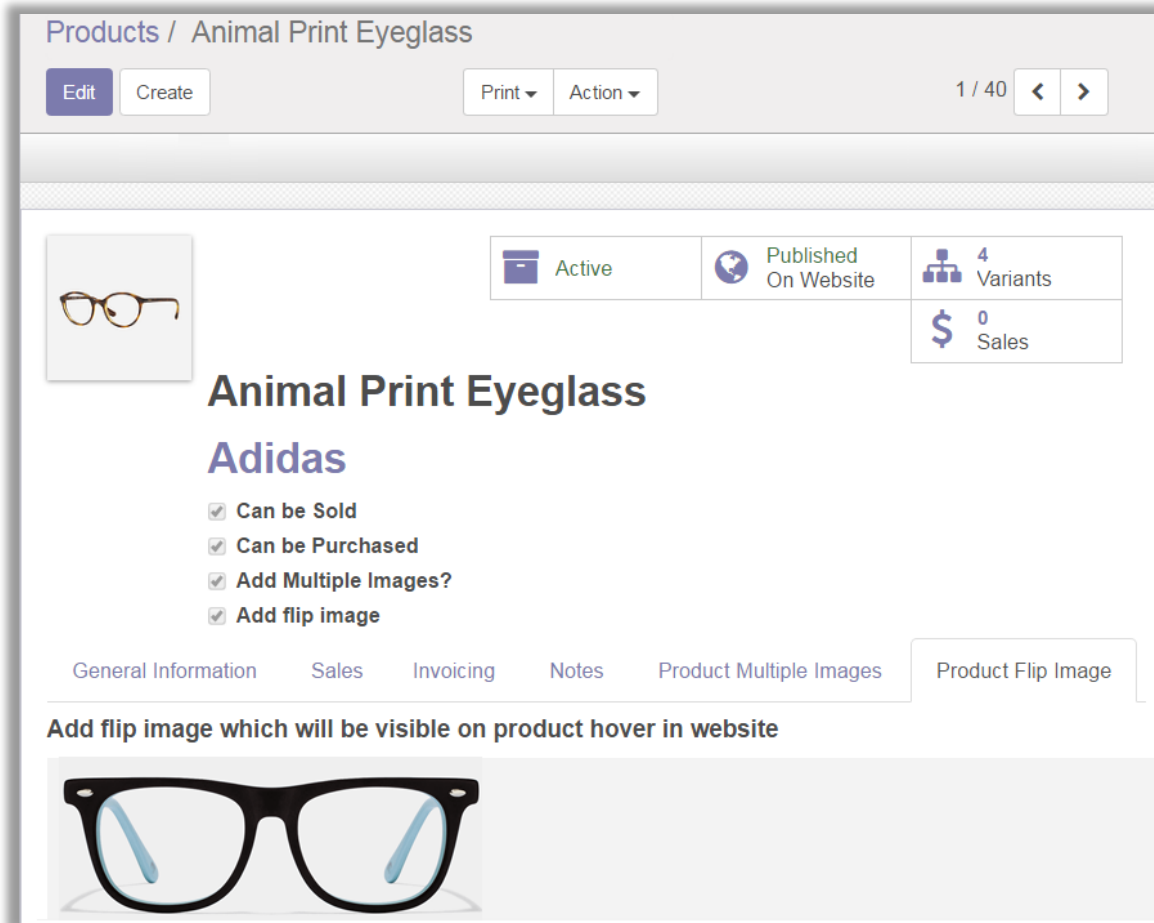 Products / Animal Print Eyeglass
Edit Create Print Action 1 / 40
Active
Published
On Website
4
Variants
0
Sales
Animal Print Eyeglass
Adidas
Can be Sold
Can be Purchased
Add Multiple Images?
Add flip image
General Information Sales Invoicing Notes Product Multiple Images Product Flip Image
Add flip image which will be visible on product hover in website